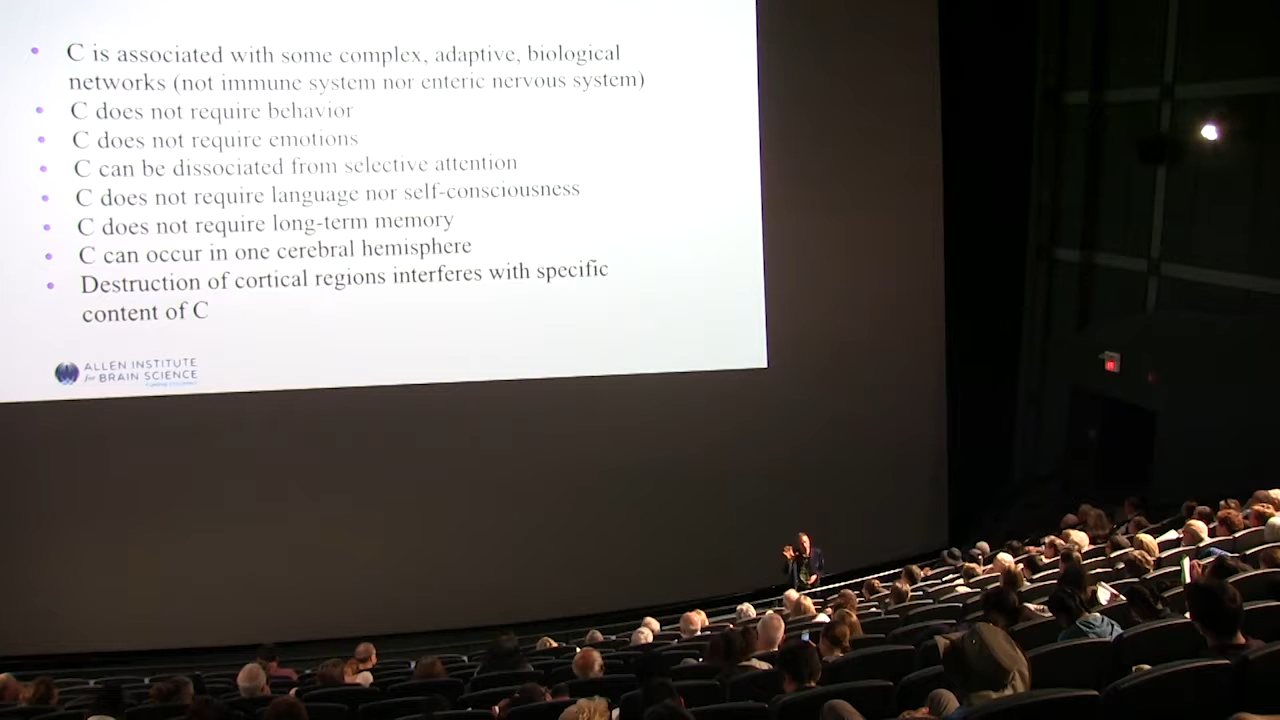 C is associated with some complex, adaptive, biological
networks (not immune system nor enteric nervous system)
C does not require behavior
C does not require emotions
C can be dissociated from selective attention
C does not require language nor self-consciousness
C does not require long-term memory
C can occur in one cerebral hemisphere
Destruction of cortical regions interferes with specific
content of C
ALLEN INSTITUTE
for BRAIN SCIENCE